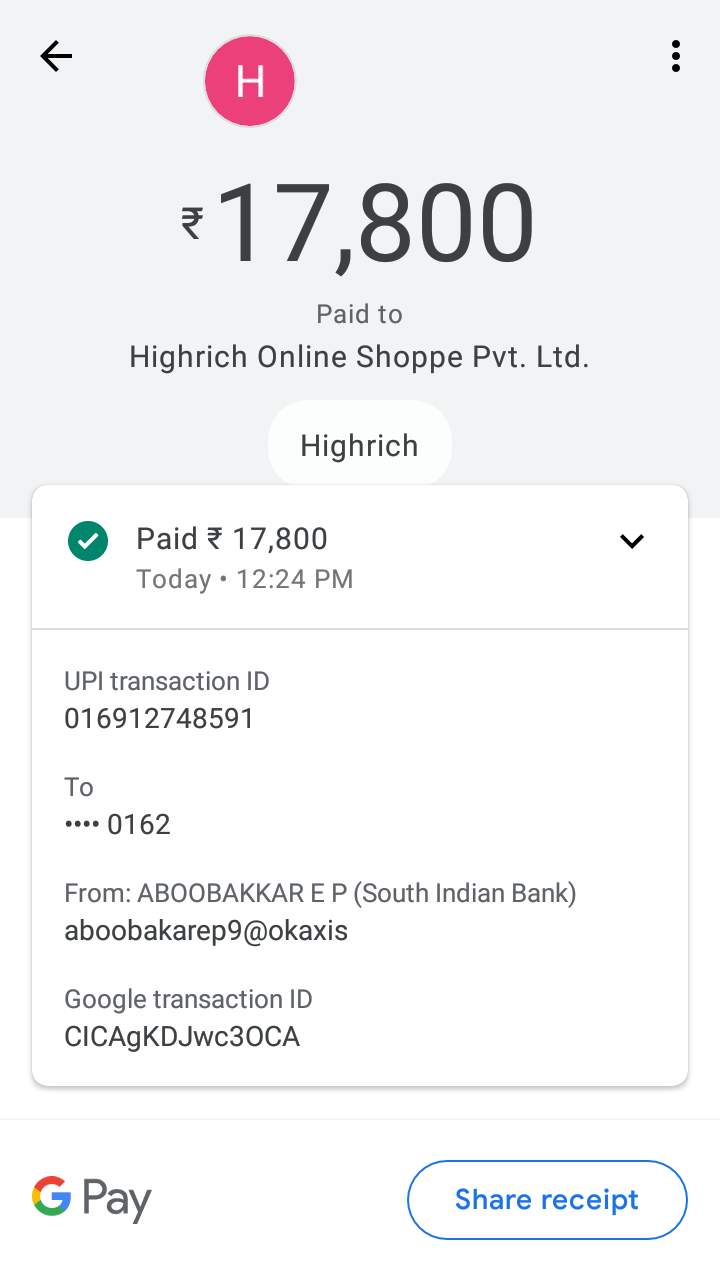 H
₹17,800
Paid to
Highrich Online Shoppe Pvt. Ltd.
Highrich
Paid ₹ 17,800
Today • 12:24 PM
UPI transaction ID
016912748591
To
•••• 0162
From: ABOOBAKKAR E P (South Indian Bank)
aboobakarep9@okaxis
Google transaction ID
CICAgKDJwc3OCA
G Pay
Share receipt